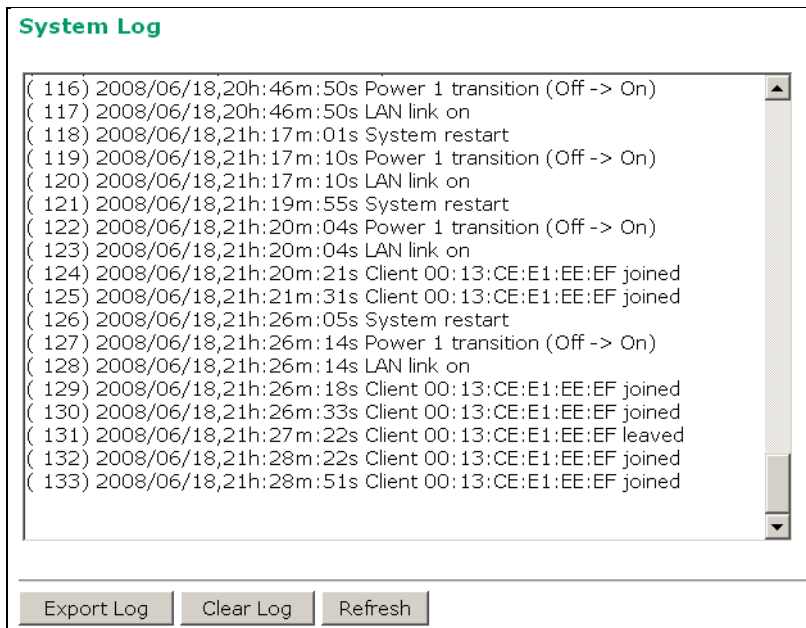 System Log
( 116) 2008/06/18,20h:46m:50s Power 1 transition (Off -> On)
( 117) 2008/06/18,20h:46m:50s LAN link on
( 118) 2008/06/18,21h:17m:01s System restart
( 119) 2008/06/18,21h:17m:10s Power 1 transition (Off -> On)
( 120) 2008/06/18,21h:17m:10s LAN link on
( 121) 2008/06/18,21h:19m:55s System restart
( 122) 2008/06/18,21h:20m:04s Power 1 transition (Off -> On)
( 123) 2008/06/18,21h:20m:04s LAN link on
( 124) 2008/06/18,21h:20m:21s Client 00:13:CE:E1:EE:EF joined
( 125) 2008/06/18,21h:21m:31s Client 00:13:CE:E1:EE:EF joined
( 126) 2008/06/18,21h:26m:05s System restart
( 127) 2008/06/18,21h:26m:14s Power 1 transition (Off -> On)
( 128) 2008/06/18,21h:26m:14s LAN link on
( 129) 2008/06/18,21h:26m:18s Client 00:13:CE:E1:EE:EF joined
( 130) 2008/06/18,21h:26m:33s Client 00:13:CE:E1:EE:EF joined
( 131) 2008/06/18,21h:27m:22s Client 00:13:CE:E1:EE:EF leaved
( 132) 2008/06/18,21h:28m:22s Client 00:13:CE:E1:EE:EF joined
( 133) 2008/06/18,21h:28m:51s Client 00:13:CE:E1:EE:EF joined
Export Log Clear Log Refresh